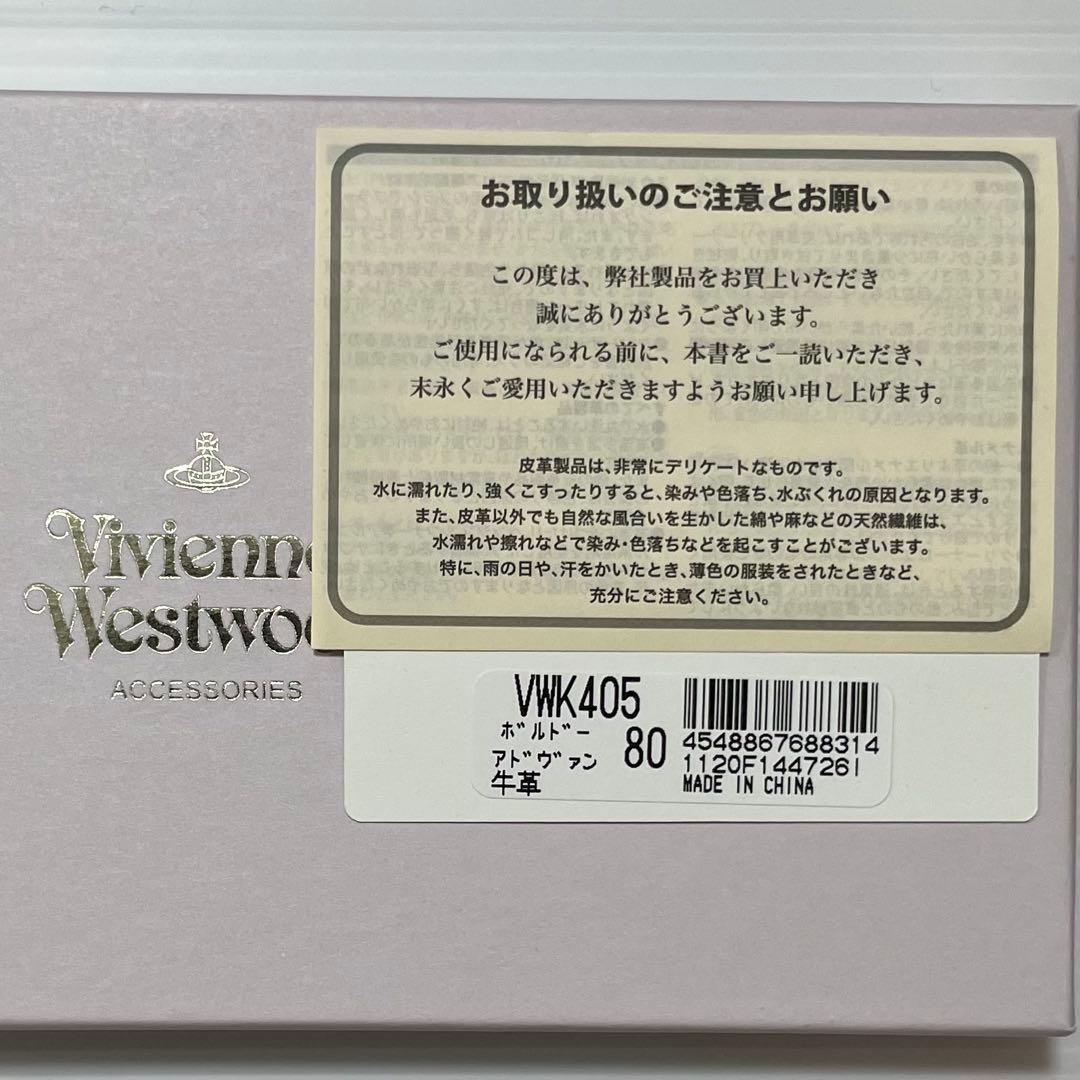 お取り扱いのご注意とお願い
この度は、弊社製品をお買上いただき
誠にありがとうございます。
ご使用になられる前に、本書をご一読いただき、
末永くご愛用いただきますようお願い申し上げます。
皮革製品は、非常にデリケートなものです。
水に濡れたり、強くこすったりすると、染みや色落ち、水ぶくれの原因となります。
また、皮革以外でも自然な風合いを生かした綿や麻などの天然繊維は、
水濡れや擦れなどで染み・色落ちなどを起こすことがございます。
特に、雨の日や、汗をかいたとき、薄色の服装をされたときなど、
充分にご注意ください。
Vivienne
Westwoo
ACCESSORIES
VWK405
ボルドー
80
アドヴァン
牛革
4548867688314
1120F1447261
MADE IN CHINA